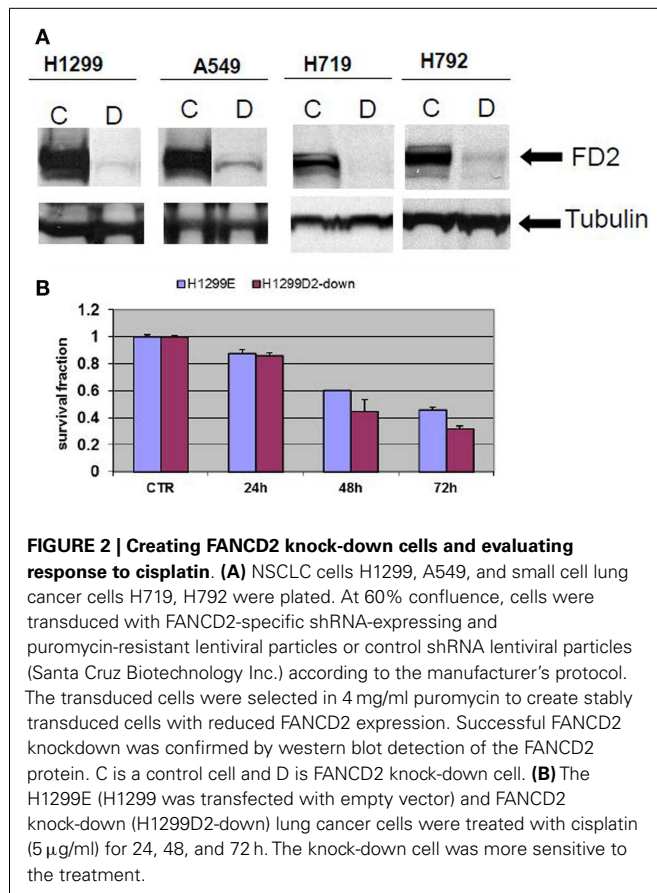 A
H1299 A549 H719 H792
C D C D C D C D
FD2
Tubulin
B
H1299E H1299D2-down
1.2
1
0.8
0.6
0.4
0.2
0
survival fraction
CTR 24h 48h 72h
FIGURE 2 | Creating FANCD2 knock-down cells and evaluating
response to cisplatin. (A) NSCLC cells H1299, A549, and small cell lung
cancer cells H719, H792 were plated. At 60% confluence, cells were
transduced with FANCD2-specific shRNA-expressing and
puromycin-resistant lentiviral particles or control shRNA lentiviral particles
(Santa Cruz Biotechnology Inc.) according to the manufacturer's protocol.
The transduced cells were selected in 4 mg/ml puromycin to create stably
transduced cells with reduced FANCD2 expression. Successful FANCD2
knockdown was confirmed by western blot detection of the FANCD2
protein. C is a control cell and D is FANCD2 knock-down cell. (B) The
H1299E (H1299 was transfected with empty vector) and FANCD2
knock-down (H1299D2-down) lung cancer cells were treated with cisplatin
(5 μg/ml) for 24, 48, and 72 h. The knock-down cell was more sensitive to
the treatment.